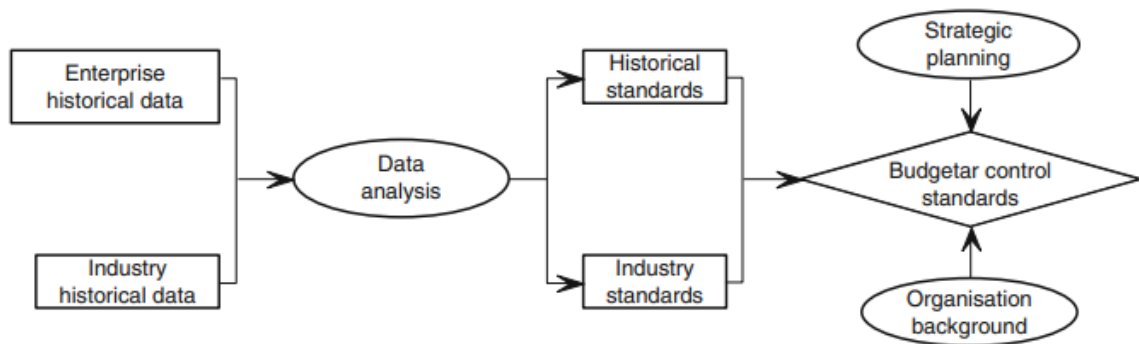 Enterprise
historical data
Industry
historical data
Data
analysis
Historical
standards
Industry
standards
Strategic
planning
Budgetar control
standards
Organisation
background